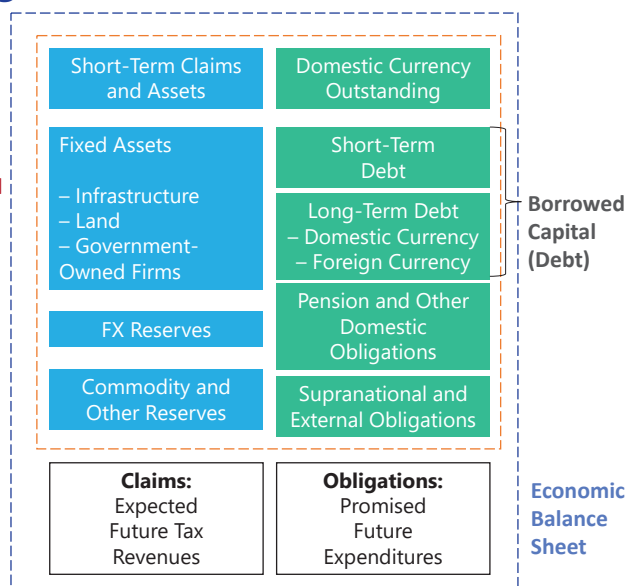 Short-Term Claims
and Assets
Domestic Currency
Outstanding
Fixed Assets
– Infrastructure
– Land
– Government-
Owned Firms
Short-Term
Debt
Long-Term Debt
– Domestic Currency
– Foreign Currency
Borrowed
Capital
(Debt)
FX Reserves
Pension and Other
Domestic
Obligations
Commodity and
Other Reserves
Supranational and
External Obligations
Claims:
Expected
Future Tax
Revenues
Obligations:
Promised
Future
Expenditures
Economic
Balance
Sheet